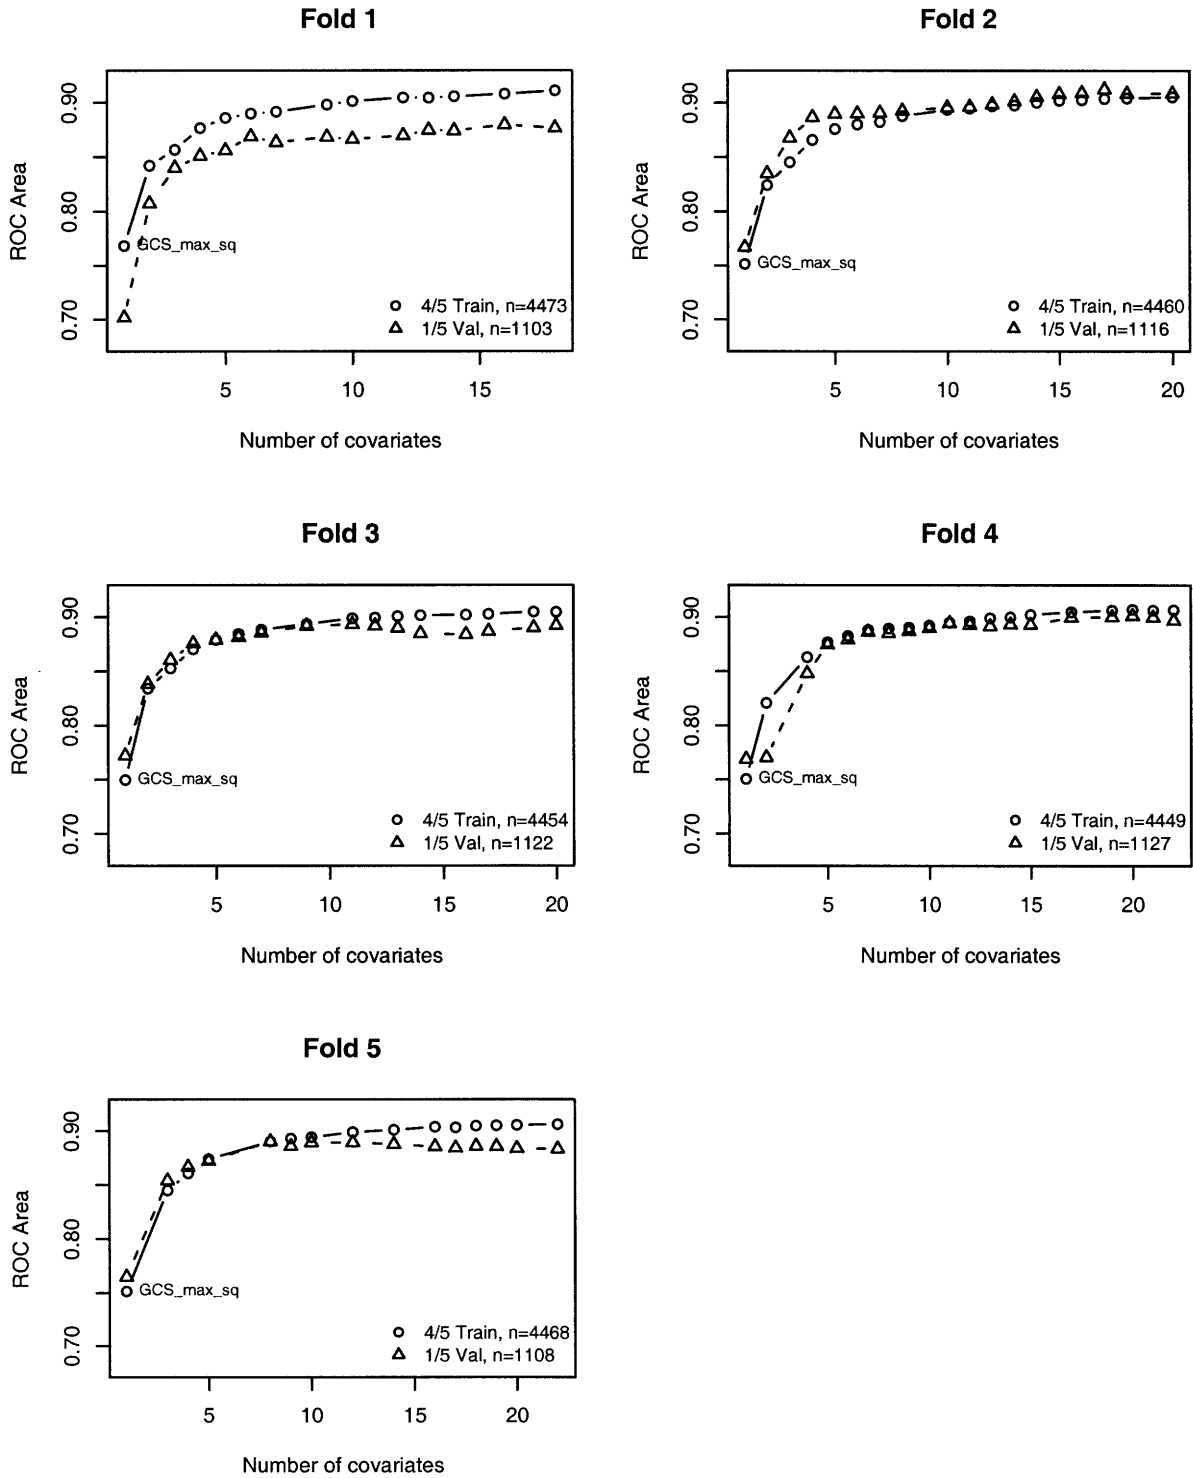 Fold 1
ROC Area
0.90
0.80
0.70
GCS_max_sq
4/5 Train, n=4473
1/5 Val, n=1103
5 10 15
Number of covariates
Fold 2
ROC Area
0.90
0.80
0.70
GCS_max_sq
4/5 Train, n=4460
1/5 Val, n=1116
5 10 15 20
Number of covariates
Fold 3
ROC Area
0.90
0.80
0.70
GCS_max_sq
4/5 Train, n=4454
1/5 Val, n=1122
5 10 15 20
Number of covariates
Fold 4
ROC Area
0.90
0.80
0.70
GCS_max_sq
4/5 Train, n=4449
1/5 Val, n=1127
5 10 15 20
Number of covariates
Fold 5
ROC Area
0.90
0.80
0.70
GCS_max_sq
4/5 Train, n=4468
1/5 Val, n=1108
5 10 15 20
Number of covariates